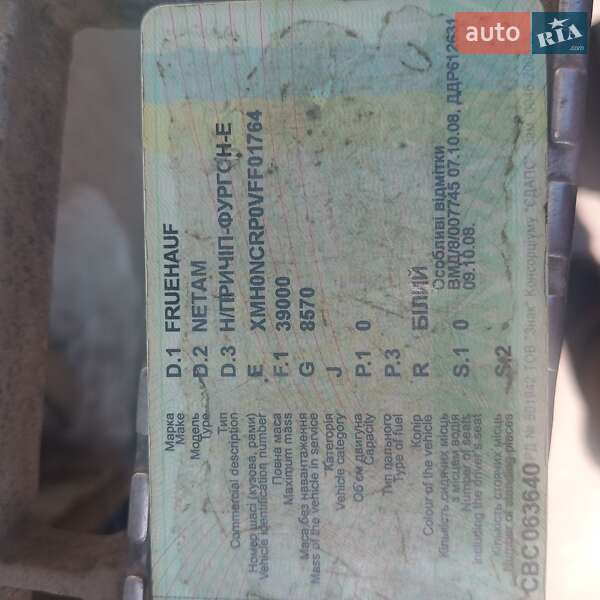 auto RIA .com
Марка D.1 FRUEHAUF
Make
Модель D.2 NETAM
Type
Тип D.3 Н/ПРИЧІП-ФУРГОН-Е
Commercial description
Номер шасі (кузова, рами) E XMH0NCRP0VFF01764
Vehicle identification number
Повна маса F.1 39000
Maximum mass
Маса без навантаження G 8570
Mass of the vehicle in service
Категорія J
Vehicle category
Об'єм двигуна P.1 0
Capacity
Тип пального P.3
Type of fuel
Колір R БІЛИЙ
Colour of the vehicle
Кількість сидячих місць S.1 0
з місцем водія
Number of seats,
including the driver's seat
Особливі відмітки
ВМД/8/007745 07.10.08, ДДР612631
09.10.08.
Кількість стоячих місць S.2
Number of standing places
СВС 063640